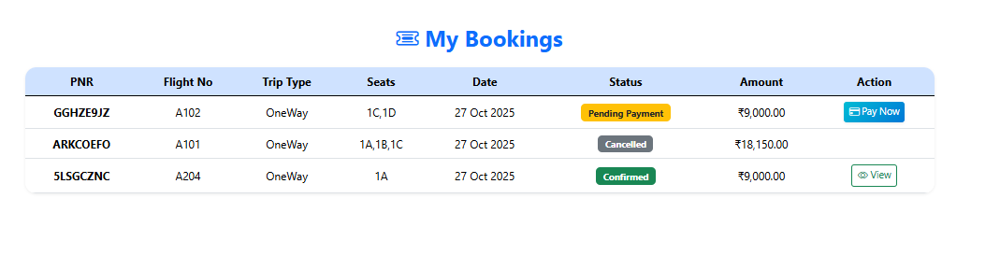 My Bookings
PNR Flight No Trip Type Seats Date Status Amount Action
GGHZE9JZ A102 OneWay 1C,1D 27 Oct 2025 Pending Payment ₹9,000.00 Pay Now
ARKCOEFO A101 OneWay 1A,1B,1C 27 Oct 2025 Cancelled ₹18,150.00
5LSGCZNC A204 OneWay 1A 27 Oct 2025 Confirmed ₹9,000.00 View